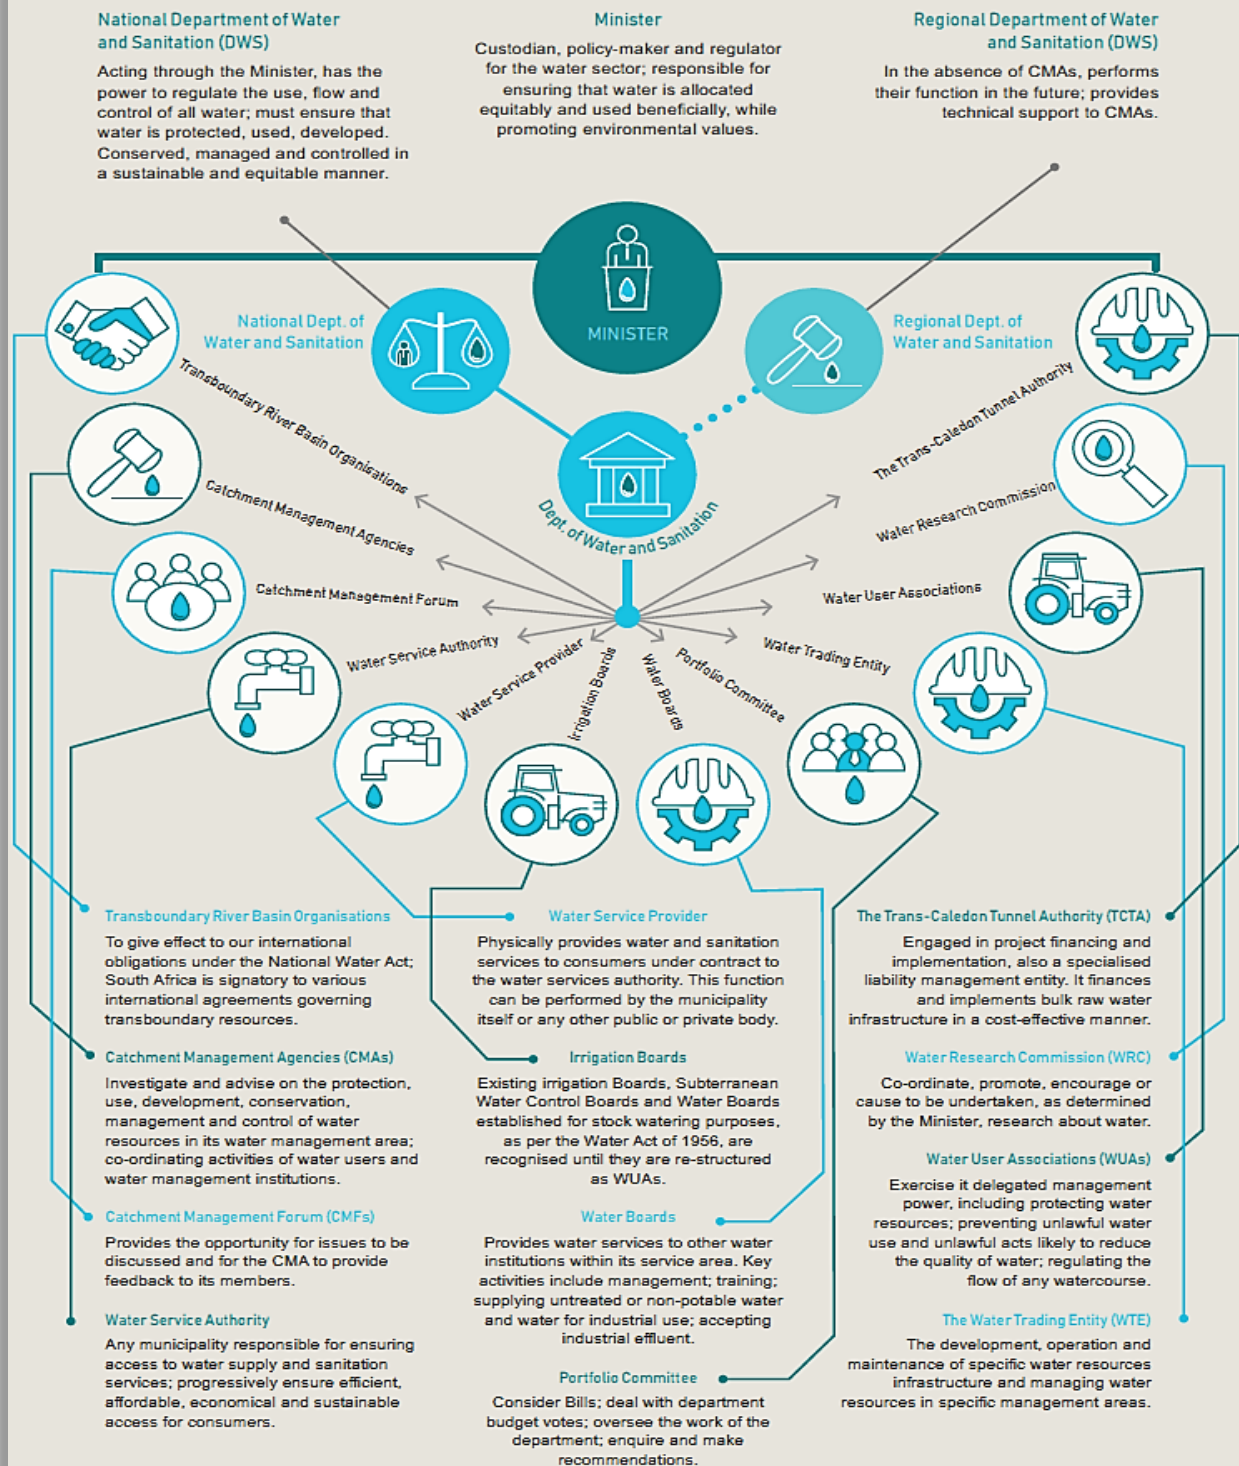 National Department of Water
and Sanitation (DWS)
Acting through the Minister, has the
power to regulate the use, flow and
control of all water; must ensure that
water is protected, used, developed.
Conserved, managed and controlled in
a sustainable and equitable manner.
Minister
Custodian, policy-maker and regulator
for the water sector; responsible for
ensuring that water is allocated
equitably and used beneficially, while
promoting environmental values.
Regional Department of Water
and Sanitation (DWS)
In the absence of CMAs, performs
their function in the future; provides
technical support to CMAs.
MINISTER
National Dept. of
Water and Sanitation
Regional Dept. of
Water and Sanitation
Dept. of Water and Sanitation
Transboundary River Basin Organisations
Catchment Management Agencies
Catchment Management Forum
Water Service Authority
Water Service Provider
Irrigation Boards
Water Boards
Portfolio Committee
Water Trading Entity
Water User Associations
Water Research Commission
The Trans-Caledon Tunnel Authority
Transboundary River Basin Organisations
To give effect to our international
obligations under the National Water Act;
South Africa is signatory to various
international agreements governing
transboundary resources.
Catchment Management Agencies (CMAs)
Investigate and advise on the protection,
use, development, conservation,
management and control of water
resources in its water management area;
co-ordinating activities of water users and
water management institutions.
Catchment Management Forum (CMFs)
Provides the opportunity for issues to be
discussed and for the CMA to provide
feedback to its members.
Water Service Authority
Any municipality responsible for ensuring
access to water supply and sanitation
services; progressively ensure efficient,
affordable, economical and sustainable
access for consumers.
Water Service Provider
Physically provides water and sanitation
services to consumers under contract to
the water services authority. This function
can be performed by the municipality
itself or any other public or private body.
Irrigation Boards
Existing irrigation Boards, Subterranean
Water Control Boards and Water Boards
established for stock watering purposes,
as per the Water Act of 1956, are
recognised until they are re-structured
as WUAs.
Water Boards
Provides water services to other water
institutions within its service area. Key
activities include management; training;
supplying untreated or non-potable water
and water for industrial use; accepting
industrial effluent.
Portfolio Committee
Consider Bills; deal with department
budget votes; oversee the work of the
department; enquire and make
recommendations.
The Trans-Caledon Tunnel Authority (TCTA)
Engaged in project financing and
implementation, also a specialised
liability management entity. It finances
and implements bulk raw water
infrastructure in a cost-effective manner.
Water Research Commission (WRC)
Co-ordinate, promote, encourage or
cause to be undertaken, as determined
by the Minister, research about water.
Water User Associations (WUAs)
Exercise it delegated management
power, including protecting water
resources; preventing unlawful water
use and unlawful acts likely to reduce
the quality of water; regulating the
flow of any watercourse.
The Water Trading Entity (WTE)
The development, operation and
maintenance of specific water resources
infrastructure and managing water
resources in specific management areas.